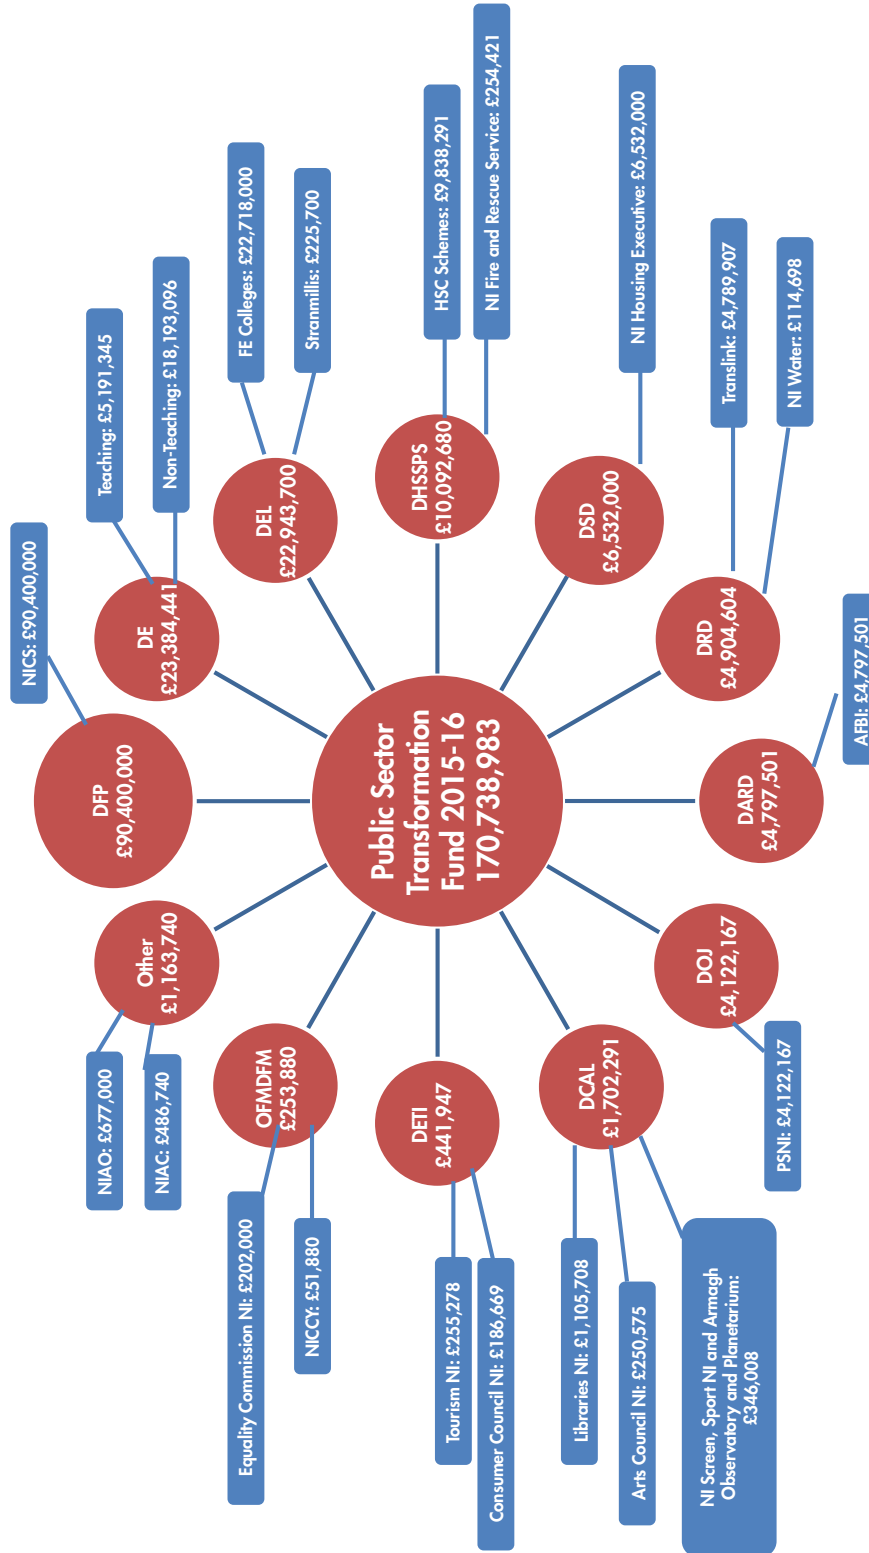 Public Sector
Transformation
Fund 2015-16
170,738,983
DFP
£90,400,000
NICS: £90,400,000
DE
£23,384,441
Teaching: £5,191,345
Non-Teaching: £18,193,096
DEL
£22,943,700
FE Colleges: £22,718,000
Stranmillis: £225,700
DHSSPS
£10,092,680
HSC Schemes: £9,838,291
NI Fire and Rescue Service: £254,421
DSD
£6,532,000
NI Housing Executive: £6,532,000
DRD
£4,904,604
Translink: £4,789,907
NI Water: £114,698
DARD
£4,797,501
AFBI: £4,797,501
DOJ
£4,122,167
PSNI: £4,122,167
DCAL
£1,702,291
Libraries NI: £1,105,708
Arts Council NI: £250,575
NI Screen, Sport NI and Armagh
Observatory and Planetarium:
£346,008
DETI
£441,947
Tourism NI: £255,278
Consumer Council NI: £186,669
OFMDFM
£253,880
Equality Commission NI: £202,000
NICCY: £51,880
Other
£1,163,740
NIAO: £677,000
NIAC: £486,740